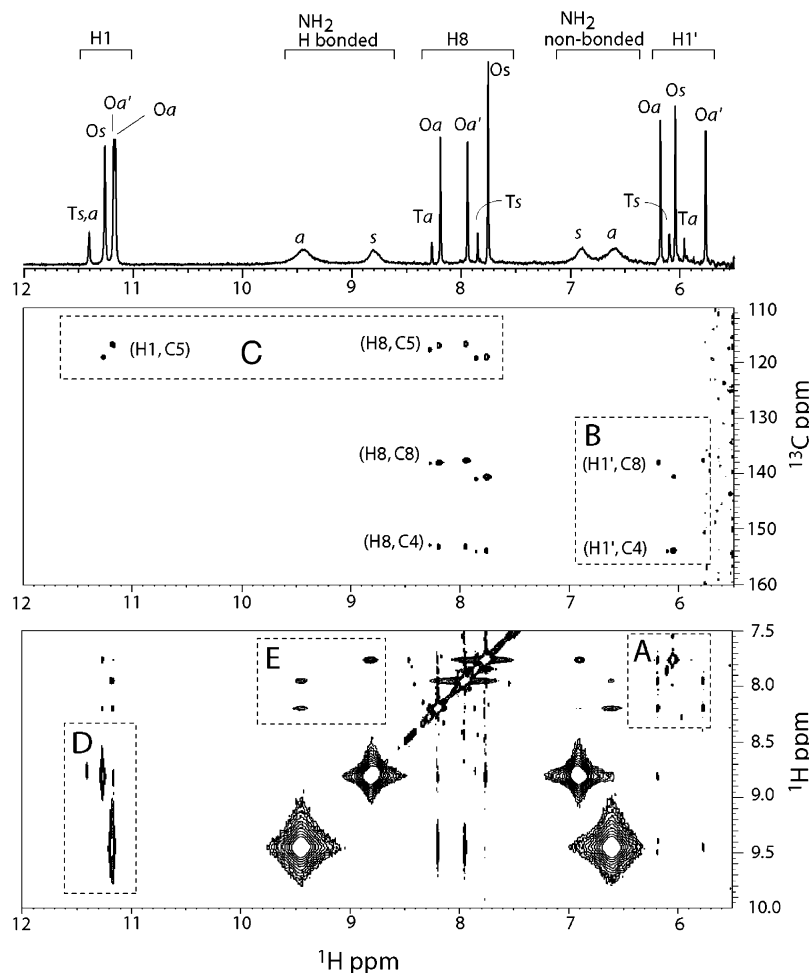 H1
NH2
H bonded
H8
NH2
non-bonded
H1'
Oa'
Oa
Os
Ts,a
a
s
Oa
Oa'
Os
Ta
Ts
s
a
Oa
Os
Oa'
Ts
Ta
12
11
10
9
8
7
6
110
120
130
140
150
160
13C ppm
(H1, C5)
C
(H8, C5)
B
(H8, C8)
(H1', C8)
(H8, C4)
(H1', C4)
12
11
10
9
8
7
6
7.5
8.0
8.5
9.0
9.5
10.0
1H ppm
E
A
D
12
11
10
9
8
7
6
1H ppm